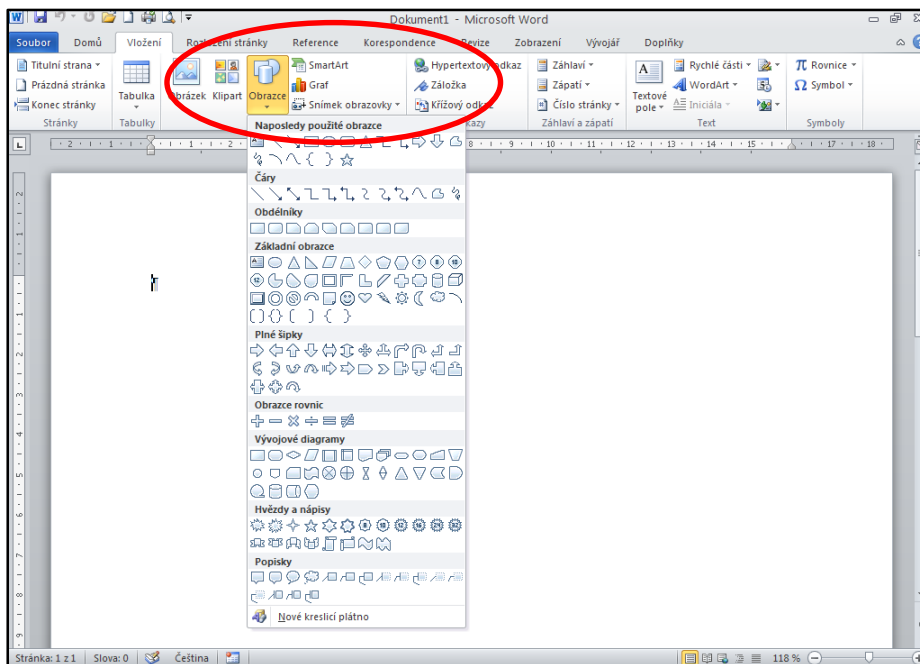 Dokument1 - Microsoft Word
Soubor Domů Vložení Rozložení stránky Reference Korespondence Revize Zobrazení Vývojář Doplňky
Titulní strana
Prázdná stránka
Konec stránky
Stránky
Tabulka
Tabulky
Obrázek Klipart Obrazce
SmartArt
Graf
Snímek obrazovky
Hypertextový odkaz
Záložka
Křížový odkaz
Záhlaví
Zápatí
Číslo stránky
Záhlaví a zápatí
Textové pole
Rychlé části
WordArt
Iniciála
Text
Rovnice
Symbol
Symboly
Naposledy použité obrazce
Čáry
Obdélníky
Základní obrazce
Plné šipky
Obrazce rovnic
Vývojové diagramy
Hvězdy a nápisy
Popisky
Nové kreslicí plátno
Stránka: 1 z 1 Slova: 0 Čeština 118 %